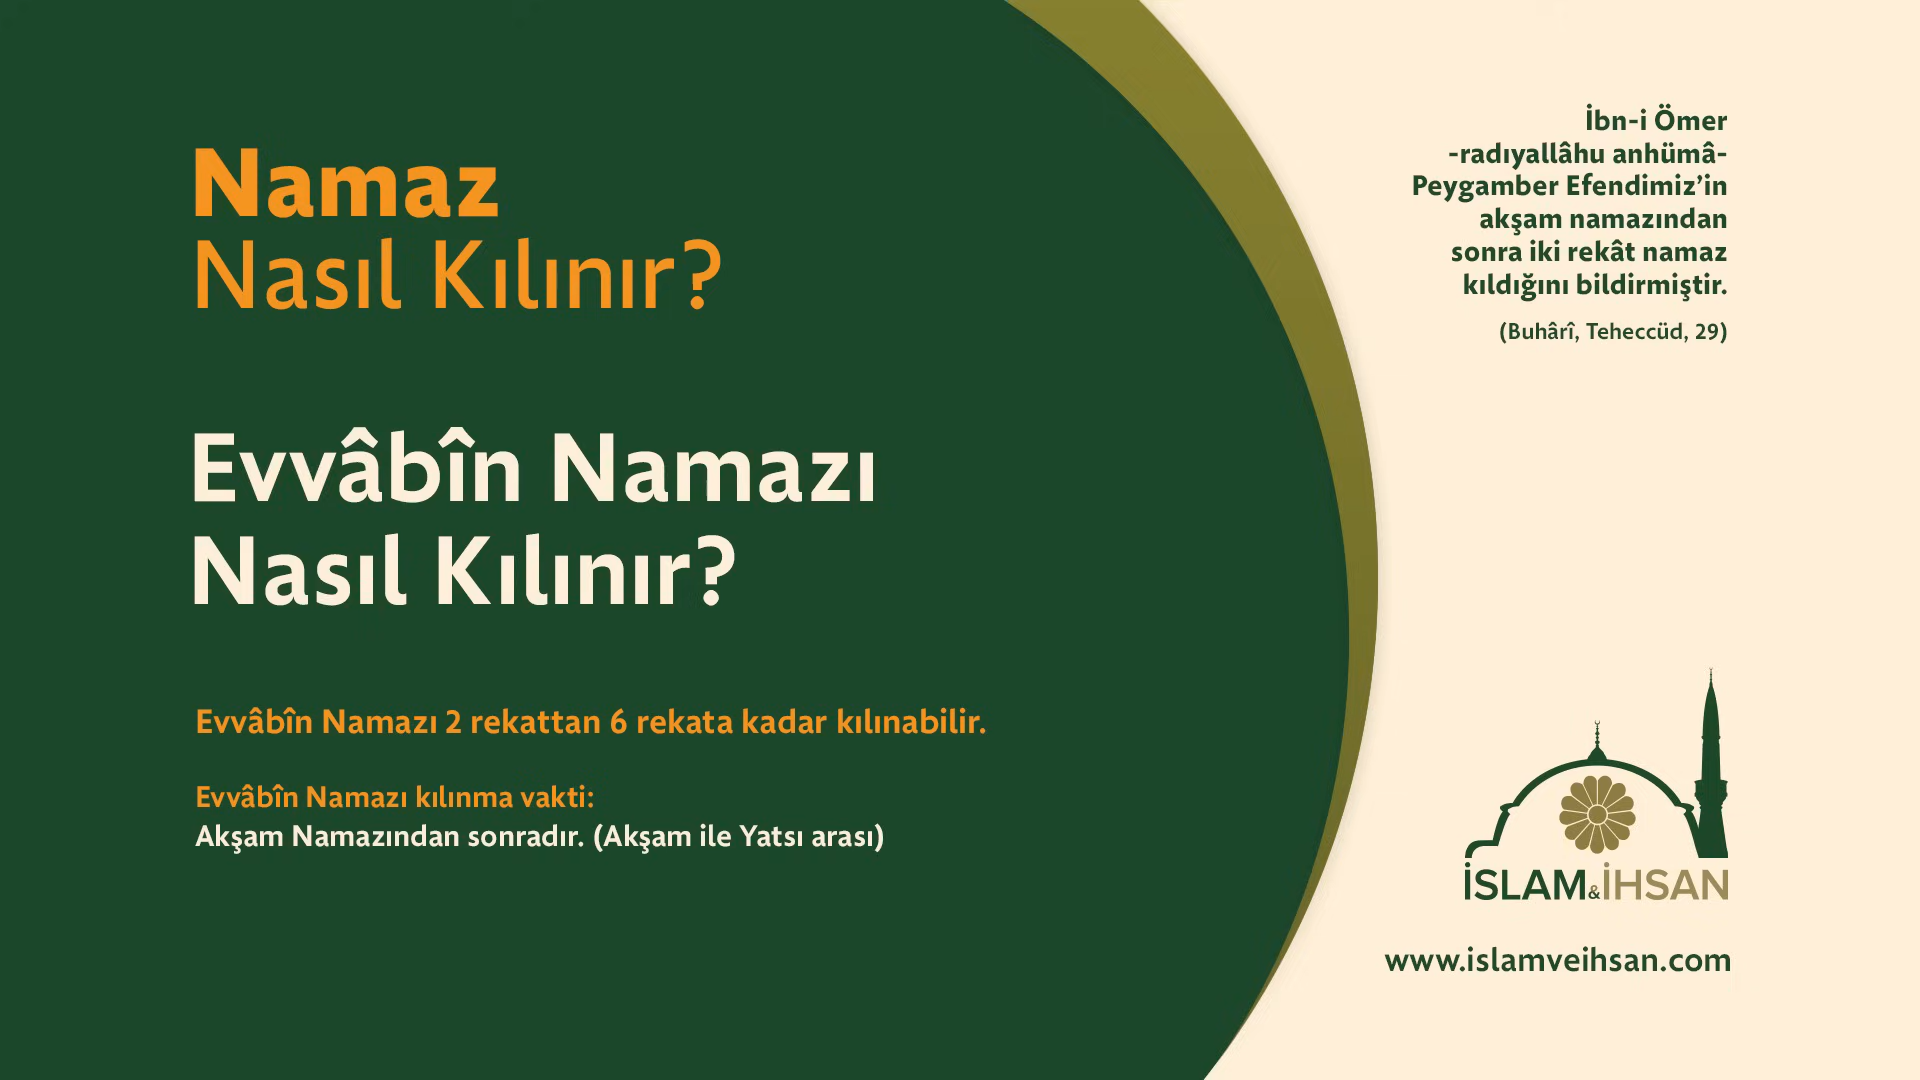 Namaz
Nasıl Kılınır?
Evvâbîn Namazı
Nasıl Kılınır?
Evvâbîn Namazı 2 rekattan 6 rekata kadar kılınabilir.
Evvâbîn Namazı kılınma vakti:
Akşam Namazından sonradır. (Akşam ile Yatsı arası)
İbn-i Ömer
-radıyallâhu anhümâ-
Peygamber Efendimiz’in
akşam namazından
sonra iki rekât namaz
kıldığını bildirmiştir.
(Buhârî, Teheccüd, 29)
İSLAM&İHSAN
www.islamveihsan.com